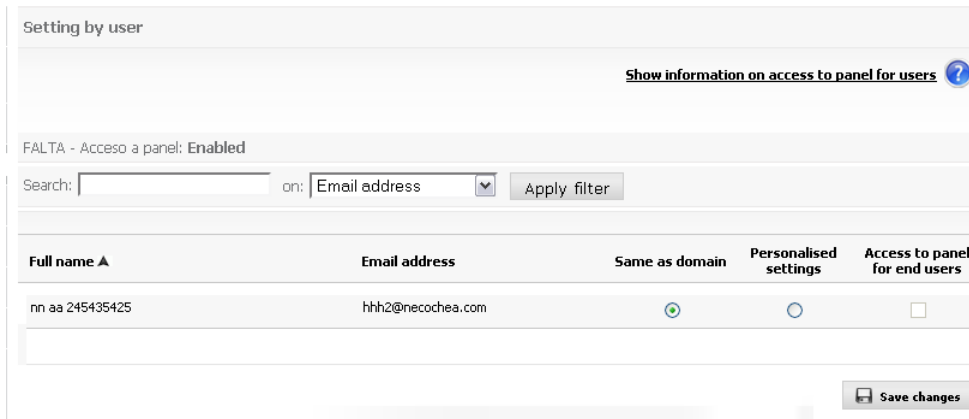 Setting by user
Show information on access to panel for users ?
FALTA - Acceso a panel: Enabled
Search: on: Email address Apply filter
Full name Email address Same as domain Personalised settings Access to panel for end users
nn aa 245435425 hhh2@necochea.com
Save changes